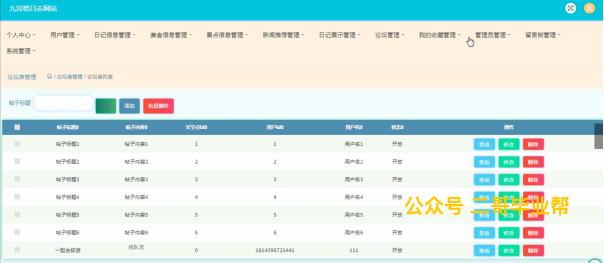 九宫格日志网站
个人中心 用户管理 日记信息管理 美食信息管理 景点信息管理 新闻推荐管理 日记展示管理 论坛管理 我的收藏管理 管理员管理 留言板管理
系统管理
论坛表管理 论坛表管理 论坛表列表
帖子标题 添加 批量删除
帖子标题 帖子内容 父节点id 用户id 用户名 状态 操作
帖子标题1 帖子内容1 1 1 用户名1 开放 查看 修改 删除
帖子标题2 帖子内容2 2 2 用户名2 开放 查看 修改 删除
帖子标题3 帖子内容3 3 3 用户名3 开放 查看 修改 删除
帖子标题4 帖子内容4 4 4 用户名4 开放 查看 修改 删除
帖子标题5 帖子内容5 5 5 用户名5 开放 查看 修改 删除
帖子标题6 帖子内容6 6 6 用户名6 开放 查看 修改 删除
一起去旅游 找队员 0 1614396721441 111 开放 查看 修改 删除
公众号 二哥毕业帮